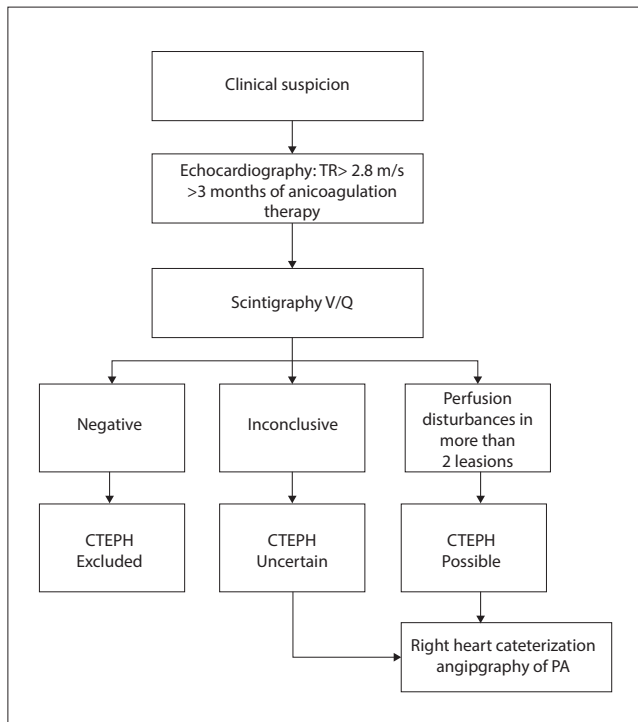 Clinical suspicion
Echocardiography: TR> 2.8 m/s
>3 months of anicoagulation
therapy
Scintigraphy V/Q
Negative
Inconclusive
Perfusion
disturbances in
more than
2 leasions
CTEPH
Excluded
CTEPH
Uncertain
CTEPH
Possible
Right heart cateterization
angipgraphy of PA